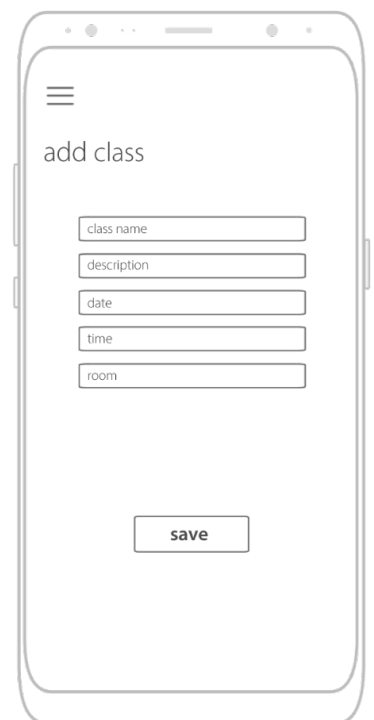 add class
class name
description
date
time
room
save